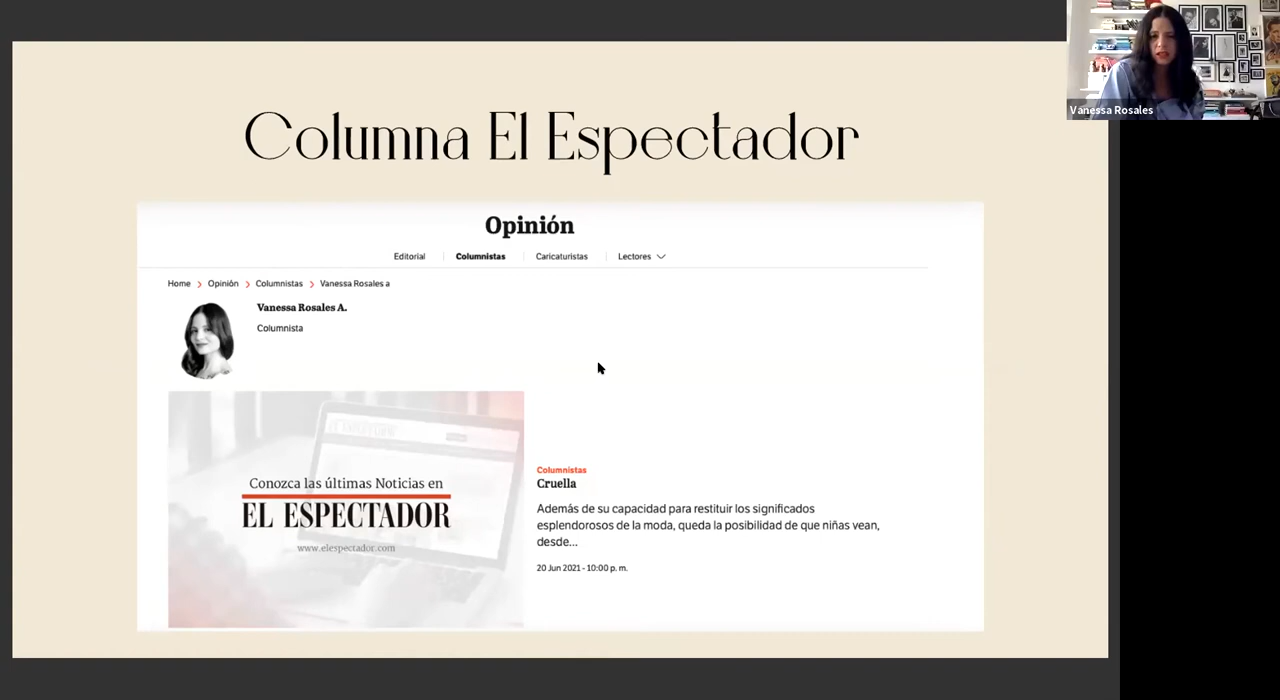 Vanessa Rosales
Columna El Espectador
Opinión
Editorial
Columnistas
Caricaturistas
Lectores
Home
Opinión
Columnistas
Vanessa Rosales a
Vanessa Rosales A.
Columnista
Conozca las últimas Noticias en
EL ESPECTADOR
www.elespectador.com
Columnistas
Cruella
Además de su capacidad para restituir los significados
esplendorosos de la moda, queda la posibilidad de que niñas vean,
desde...
20 Jun 2021 - 10:00 p. m.